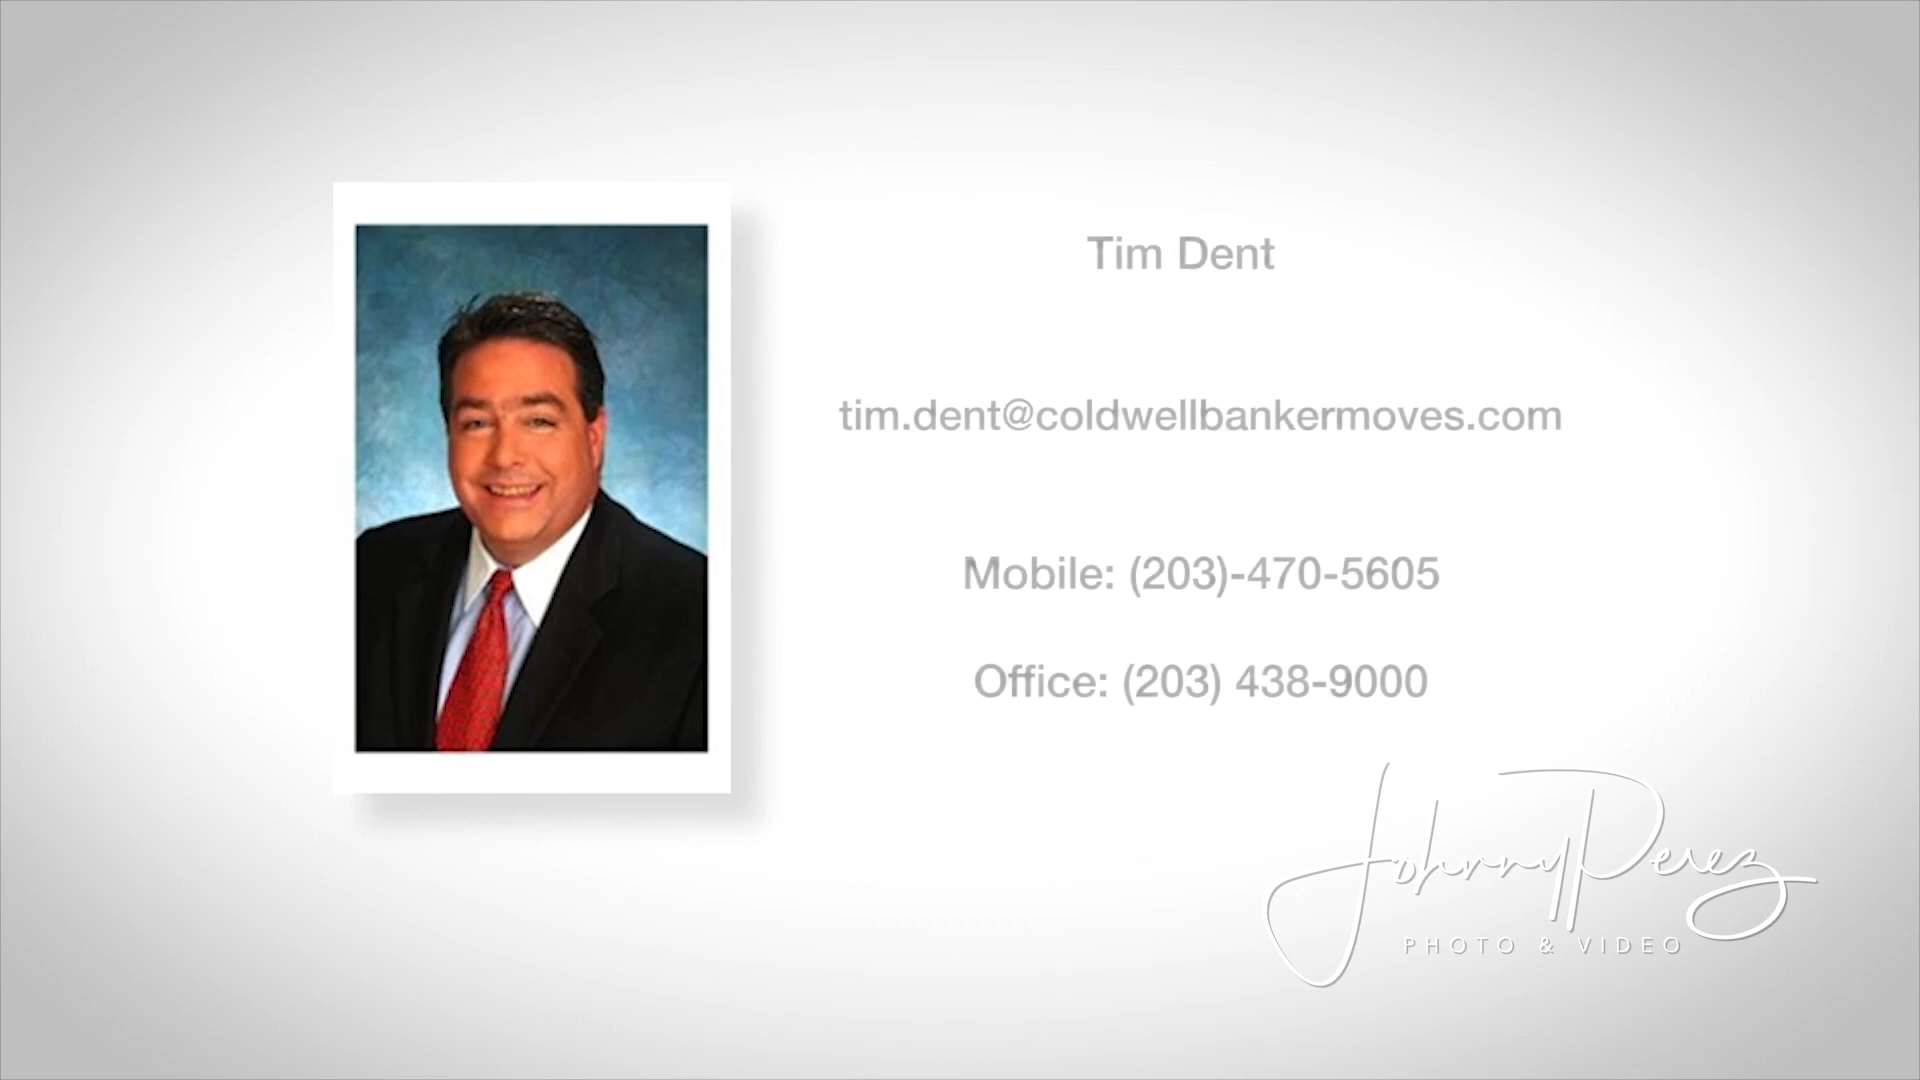 Tim Dent
tim.dent@coldwellbankermoves.com
Mobile: (203)-470-5605
Office: (203) 438-9000
Johnny Perez
PHOTO & VIDEO